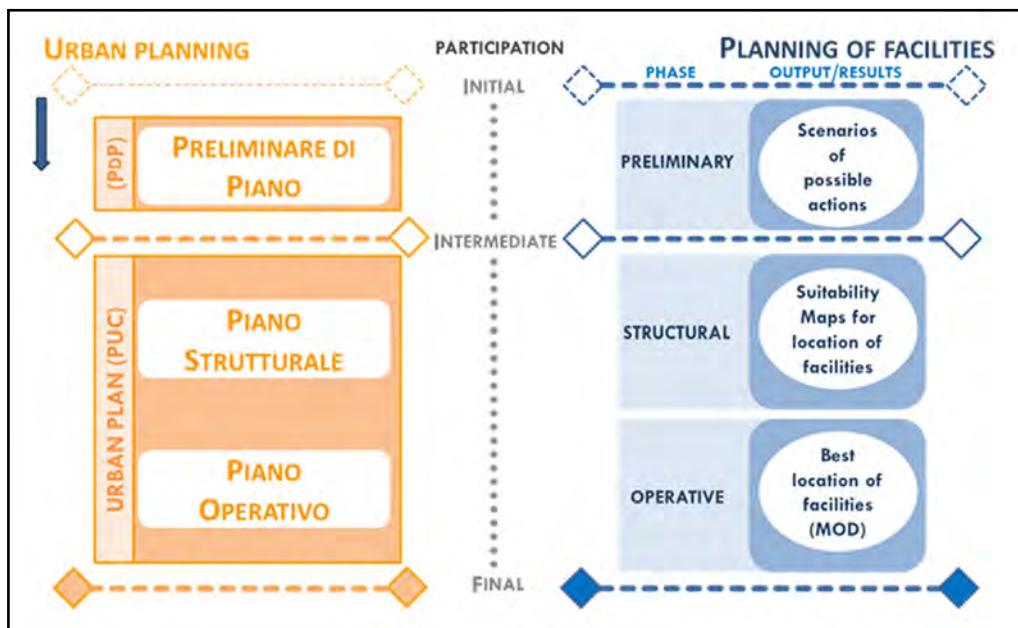 URBAN PLANNING
PARTICIPATION
PLANNING OF FACILITIES
PHASE
OUTPUT/RESULTS
INITIAL
(PDP)
PRELIMINARE DI
PIANO
PRELIMINARY
Scenarios
of
possible
actions
INTERMEDIATE
URBAN PLAN (PUC)
PIANO
STRUTTURALE
STRUCTURAL
Suitability
Maps for
location of
facilities
PIANO
OPERATIVO
OPERATIVE
Best
location of
facilities
(MOD)
FINAL